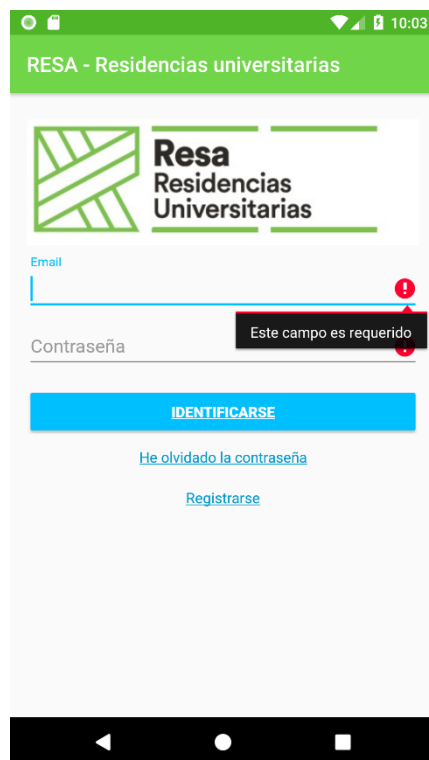 10:03
RESA - Residencias universitarias
Resa
Residencias
Universitarias
Email
Este campo es requerido
Contraseña
IDENTIFICARSE
He olvidado la contraseña
Registrarse